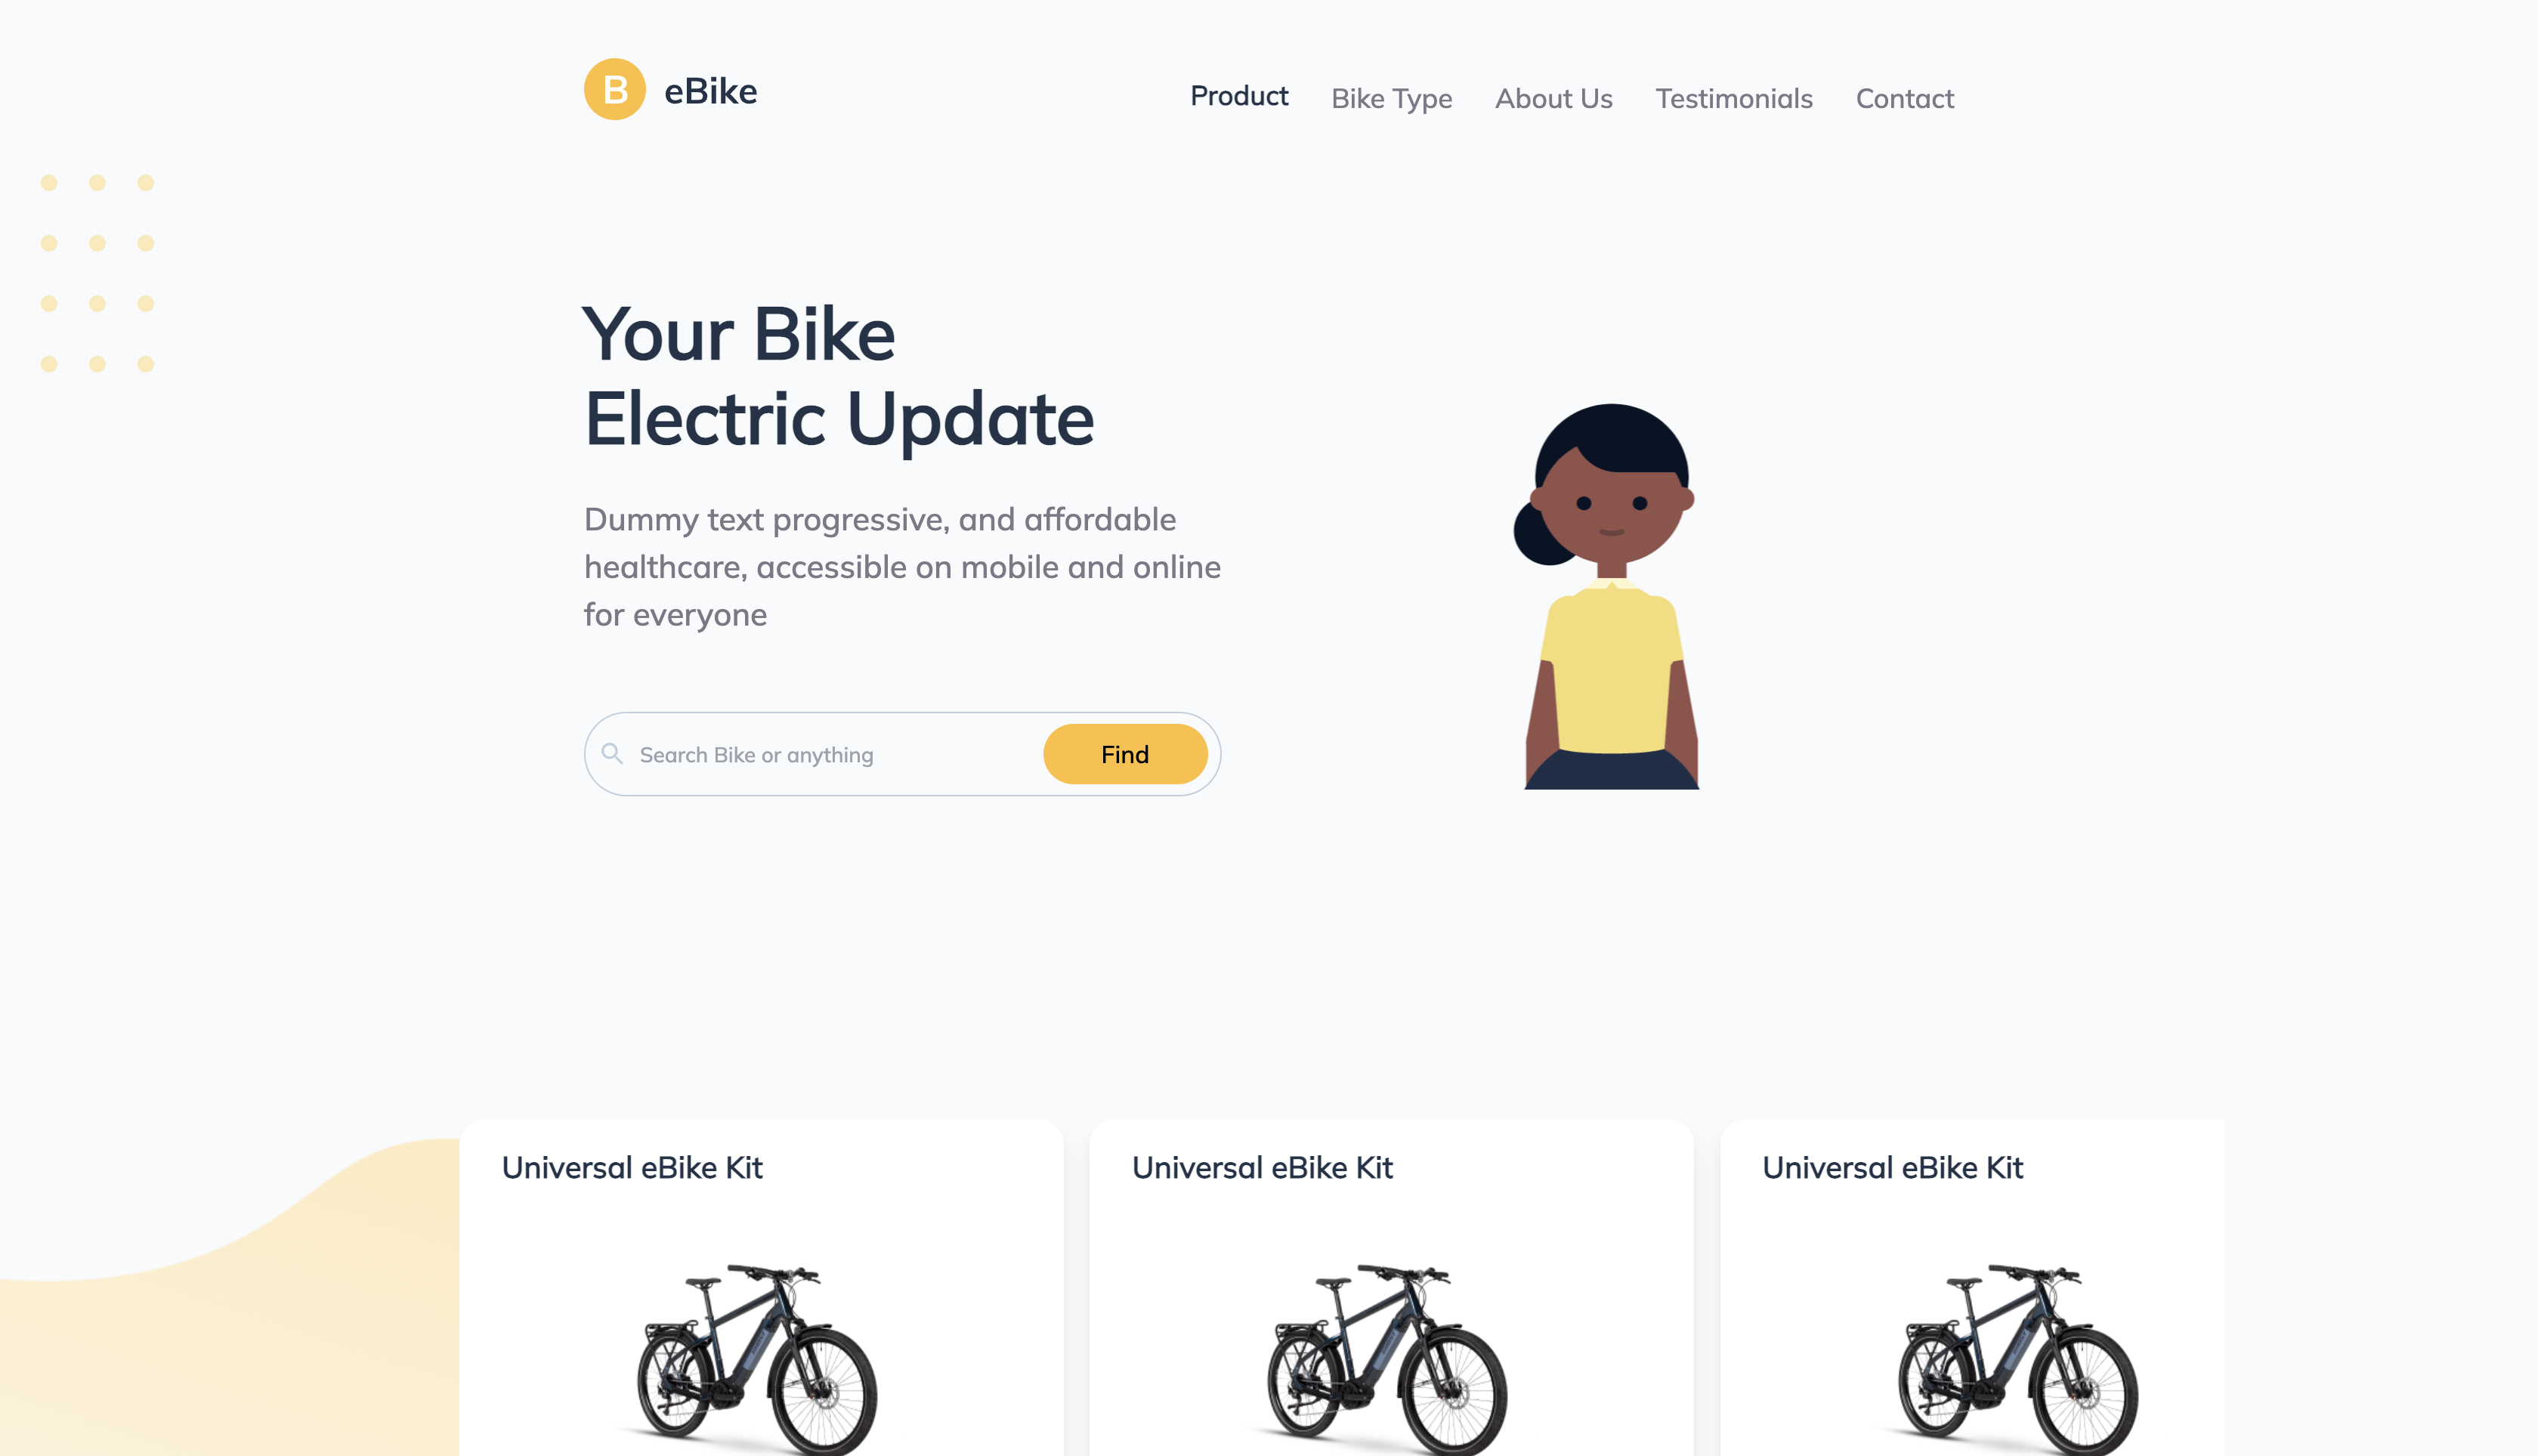 B eBike
Product Bike Type About Us Testimonials Contact
Your Bike
Electric Update
Dummy text progressive, and affordable
healthcare, accessible on mobile and online
for everyone
Search Bike or anything Find
Universal eBike Kit Universal eBike Kit Universal eBike Kit